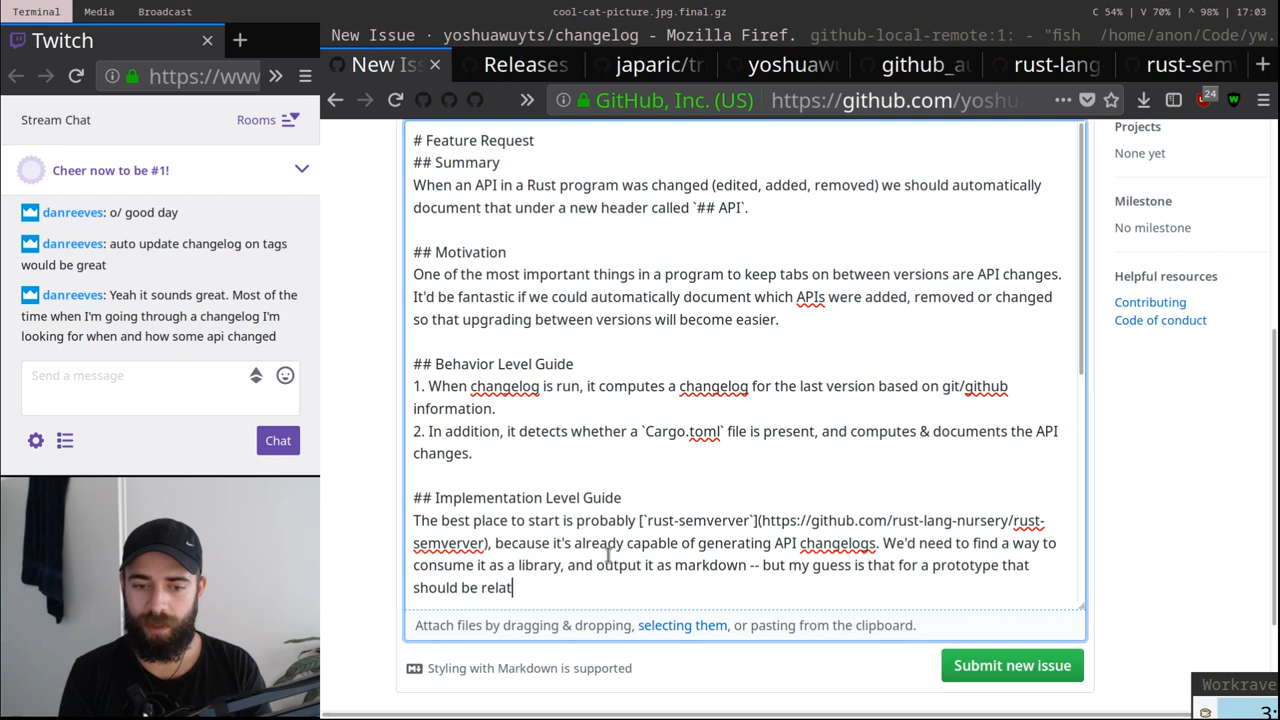 Terminal Media Broadcast
cool-cat-picture.jpg.final.gz
C 54% | V 70% | ^ 98% | 17:03
Twitch
https://www
Stream Chat
Rooms
Cheer now to be #1!
danreeves: o/ good day
danreeves: auto update changelog on tags
would be great
danreeves: Yeah it sounds great. Most of the
time when I'm going through a changelog I'm
looking for when and how some api changed
Send a message
Chat
New Issue · yoshuawuyts/changelog - Mozilla Firef.
github-local-remote:1: - "fish
/home/anon/Code/yw.
New Iss
Releases
japaric/tr
yoshuaw
github_au
rust-lang
rust-sem
GitHub, Inc. (US)
https://github.com/yoshu
24
# Feature Request
## Summary
When an API in a Rust program was changed (edited, added, removed) we should automatically
document that under a new header called `## API`.
## Motivation
One of the most important things in a program to keep tabs on between versions are API changes.
It'd be fantastic if we could automatically document which APIs were added, removed or changed
so that upgrading between versions will become easier.
## Behavior Level Guide
1. When changelog is run, it computes a changelog for the last version based on git/github
information.
2. In addition, it detects whether a `Cargo.toml` file is present, and computes & documents the API
changes.
## Implementation Level Guide
The best place to start is probably [`rust-semverver`](https://github.com/rust-lang-nursery/rust-
semverver), because it's already capable of generating API changelogs. We'd need to find a way to
consume it as a library, and output it as markdown -- but my guess is that for a prototype that
should be relat
Attach files by dragging & dropping, selecting them, or pasting from the clipboard.
Styling with Markdown is supported
Submit new issue
Projects
None yet
Milestone
No milestone
Helpful resources
Contributing
Code of conduct
Workrave
3: